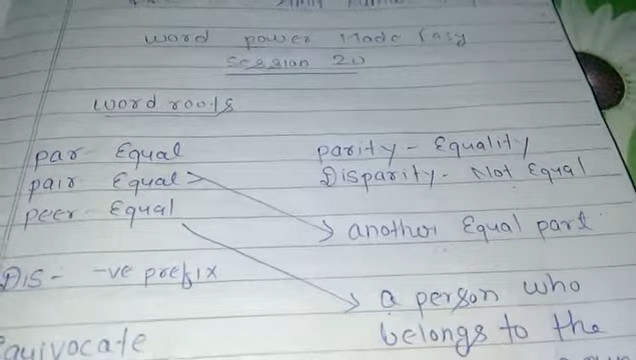 Word power Made Easy
Session 20
Word roots
par Equal
parity - Equality
pair Equal
Disparity - Not Equal
peer - Equal
another Equal part
Dis - -ve prefix
a person who
Equivocate
belongs to the